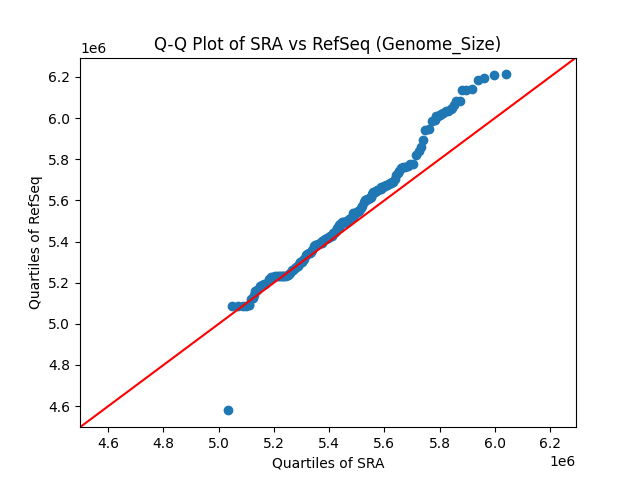 Q-Q Plot of SRA vs RefSeq (Genome_Size)
1e6
6.2
6.0
5.8
5.6
5.4
5.2
5.0
4.8
4.6
Quartiles of RefSeq
4.6 4.8 5.0 5.2 5.4 5.6 5.8 6.0 6.2
Quartiles of SRA
1e6